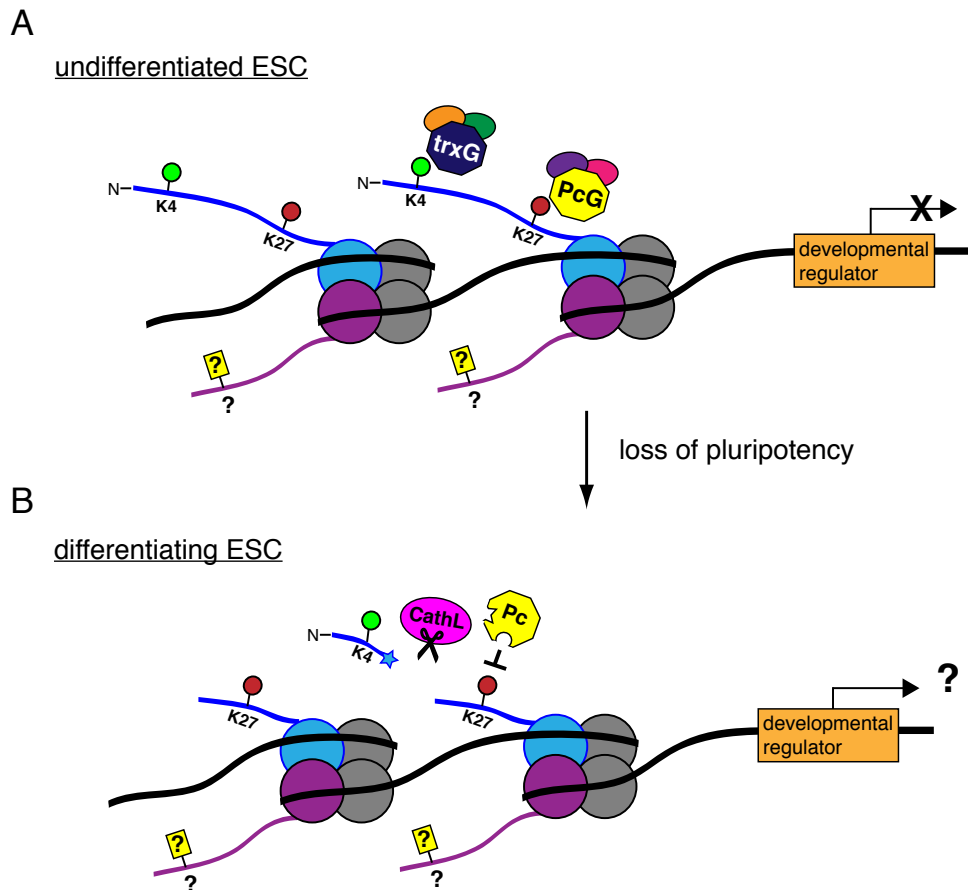 A
undifferentiated ESC
trxG
PcG
N
K4
K27
N
K4
K27
X
developmental
regulator
?
?
?
?
loss of pluripotency
B
differentiating ESC
N
K4
CathL
Pc
K27
K27
?
developmental
regulator
?
?
?
?